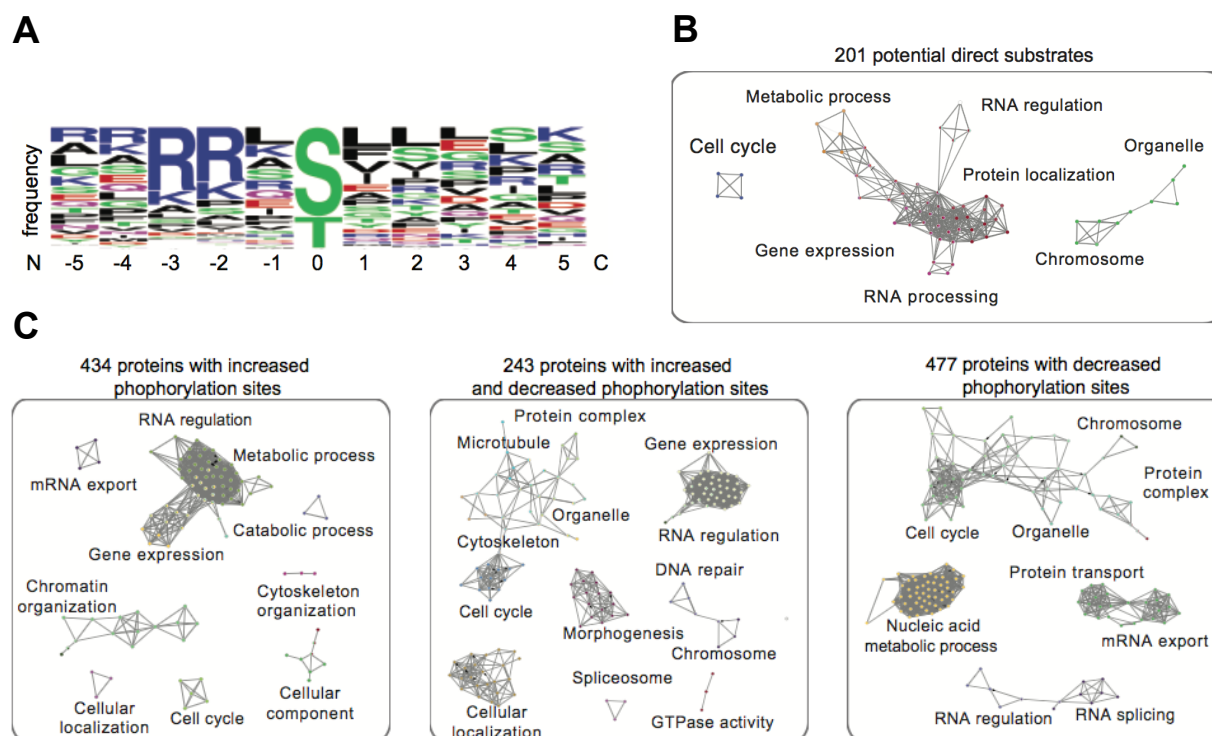 A
frequency
R R R R L S L L L S K
N -5 -4 -3 -2 -1 0 1 2 3 4 5 C
B
201 potential direct substrates
Metabolic process
RNA regulation
Cell cycle
Organelle
Protein localization
Gene expression
Chromosome
RNA processing
C
434 proteins with increased
phophorylation sites
RNA regulation
Metabolic process
mRNA export
Catabolic process
Gene expression
Chromatin
organization
Cytoskeleton
organization
Cellular
localization
Cell cycle
Cellular
component
243 proteins with increased
and decreased phophorylation sites
Protein complex
Microtubule
Gene expression
Organelle
RNA regulation
Cytoskeleton
DNA repair
Cell cycle
Morphogenesis
Chromosome
Spliceosome
Cellular
localization
GTPase activity
477 proteins with decreased
phophorylation sites
Chromosome
Protein
complex
Cell cycle
Organelle
Protein transport
Nucleic acid
metabolic process
mRNA export
RNA regulation
RNA splicing